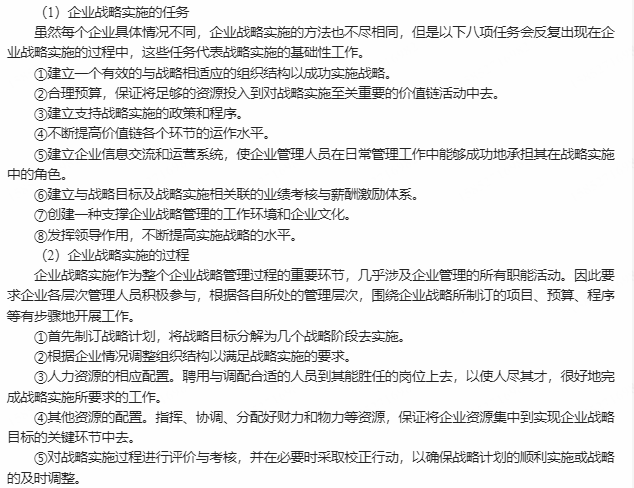 （1）企业战略实施的任务
虽然每个企业具体情况不同，企业战略实施的方法也不尽相同，但是以下八项任务会反复出现在企
业战略实施的过程中，这些任务代表战略实施的基础性工作。
①建立一个有效的与战略相适应的组织结构以成功实施战略。
②合理预算，保证将足够的资源投入到对战略实施至关重要的价值链活动中去。
③建立支持战略实施的政策和程序。
④不断提高价值链各个环节的运作水平。
⑤建立企业信息交流和运营系统，使企业管理人员在日常管理工作中能够成功地承担其在战略实施
中的角色。
⑥建立与战略目标及战略实施相关联的业绩考核与薪酬激励体系。
⑦创建一种支撑企业战略管理的工作环境和企业文化。
⑧发挥领导作用，不断提高实施战略的水平。
（2）企业战略实施的过程
企业战略实施作为整个企业战略管理过程的重要环节，几乎涉及企业管理的所有职能活动。因此要
求企业各层次管理人员积极参与，根据各自所处的管理层次，围绕企业战略所制订的项目、预算、程序
等有步骤地开展工作。
①首先制订战略计划，将战略目标分解为几个战略阶段去实施。
②根据企业情况调整组织结构以满足战略实施的要求。
③人力资源的相应配置。聘用与调配合适的人员到其能胜任的岗位上去，以使人尽其才，很好地完
成战略实施所要求的工作。
④其他资源的配置。指挥、协调、分配好财力和物力等资源，保证将企业资源集中到实现企业战略
目标的关键环节中去。
⑤对战略实施过程进行评价与考核，并在必要时采取校正行动，以确保战略计划的顺利实施或战略
的及时调整。